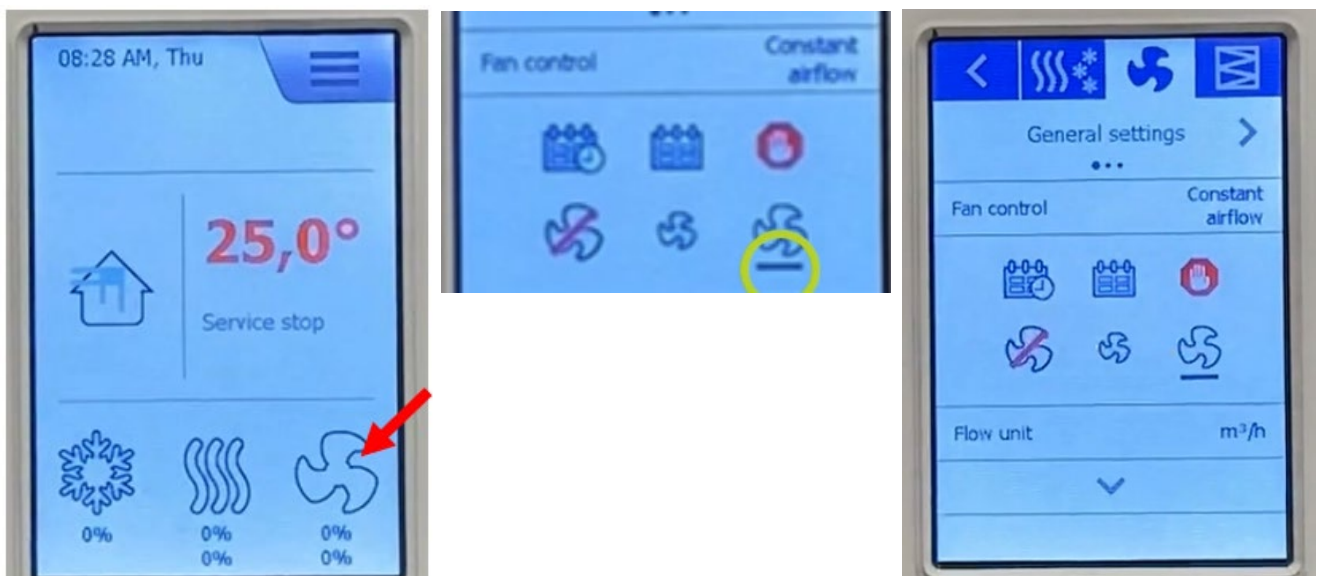 08:28 AM, Thu
25,0°
Service stop
0%
0%
0%
0%
0%
Fan control
Constant
airflow
General settings
Fan control
Constant
airflow
Flow unit
m³/h